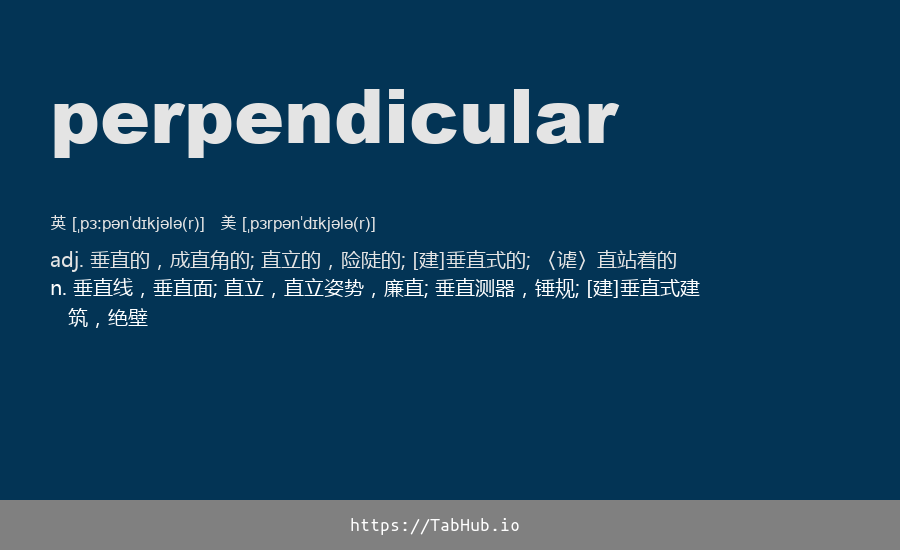 perpendicular
英 [ˌpɜːpənˈdɪkjələ(r)] 美 [ˌpɜrpənˈdɪkjələ(r)]
adj. 垂直的，成直角的; 直立的，险陡的; [建]垂直式的; 〈谑〉直站着的
n. 垂直线，垂直面; 直立，直立姿势，廉直; 垂直测器，锤规; [建]垂直式建
筑，绝壁
https://TabHub.io